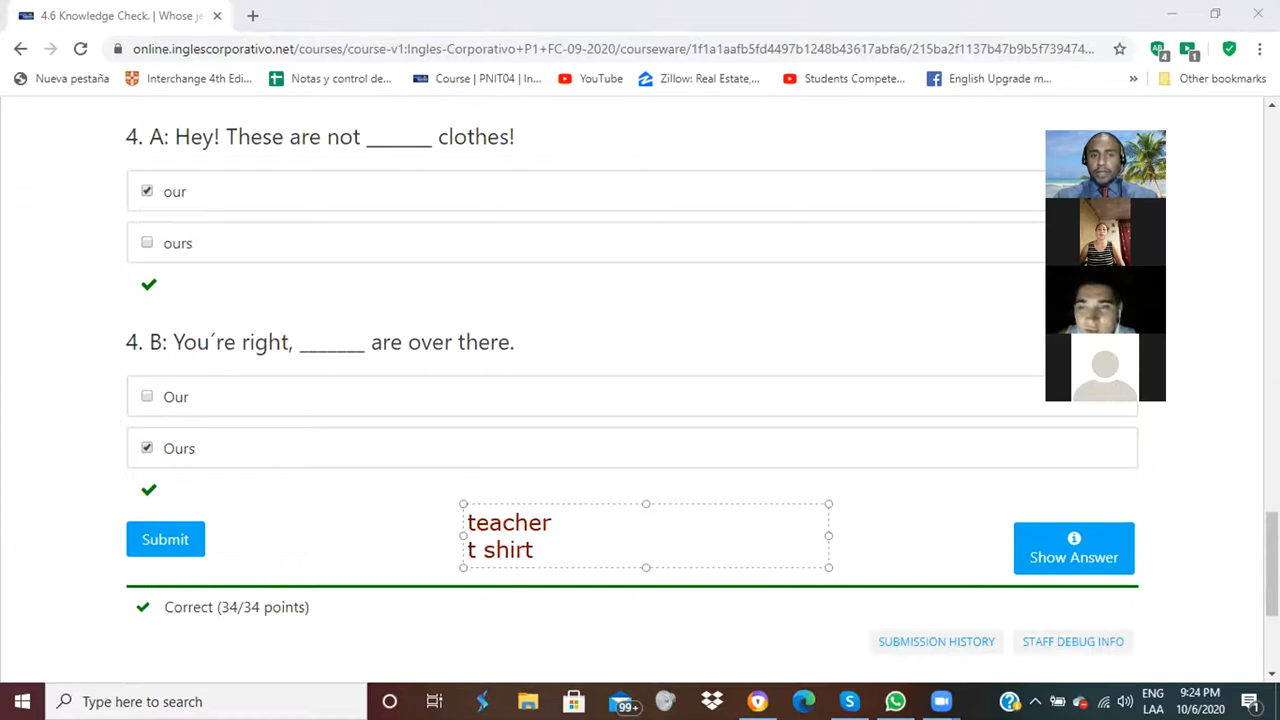 4.6 Knowledge Check. | Whose je
online.inglescorporativo.net/courses/course-v1:Ingles-Corporativo+P1+FC-09-2020/courseware/1f1a1aafb5fd4497b1248b43617abfa6/215ba2f1137b47b9b5f739474...
4
1
Nueva pestaña
Interchange 4th Edi...
Notas y control de...
Course | PNIT04 | In...
YouTube
Zillow: Real Estate,...
Students Compete...
English Upgrade m...
»
Other bookmarks
4. A: Hey! These are not ______ clothes!
our
ours
4. B: You´re right, _______ are over there.
Our
Ours
teacher
t shirt
Submit
Show Answer
Correct (34/34 points)
SUBMISSION HISTORY
STAFF DEBUG INFO
Type here to search
99+
ENG
LAA
9:24 PM
10/6/2020
1